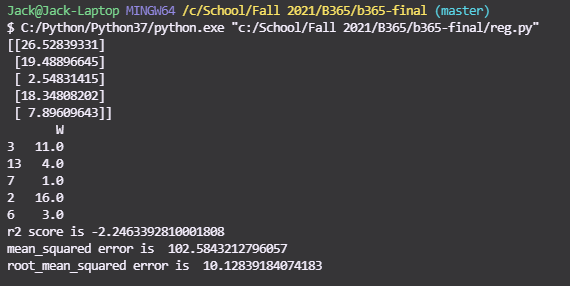 Jack@Jack-Laptop MINGW64 /c/School/Fall 2021/B365/b365-final (master)
$ C:/Python/Python37/python.exe "c:/School/Fall 2021/B365/b365-final/reg.py"
[[26.52839331]
 [19.48896645]
 [ 2.54831415]
 [18.34808202]
 [ 7.89609643]]
       W
3   11.0
13   4.0
7    1.0
2   16.0
6    3.0
r2 score is -2.2463392810001808
mean_squared error is  102.5843212796057
root_mean_squared error is  10.12839184074183